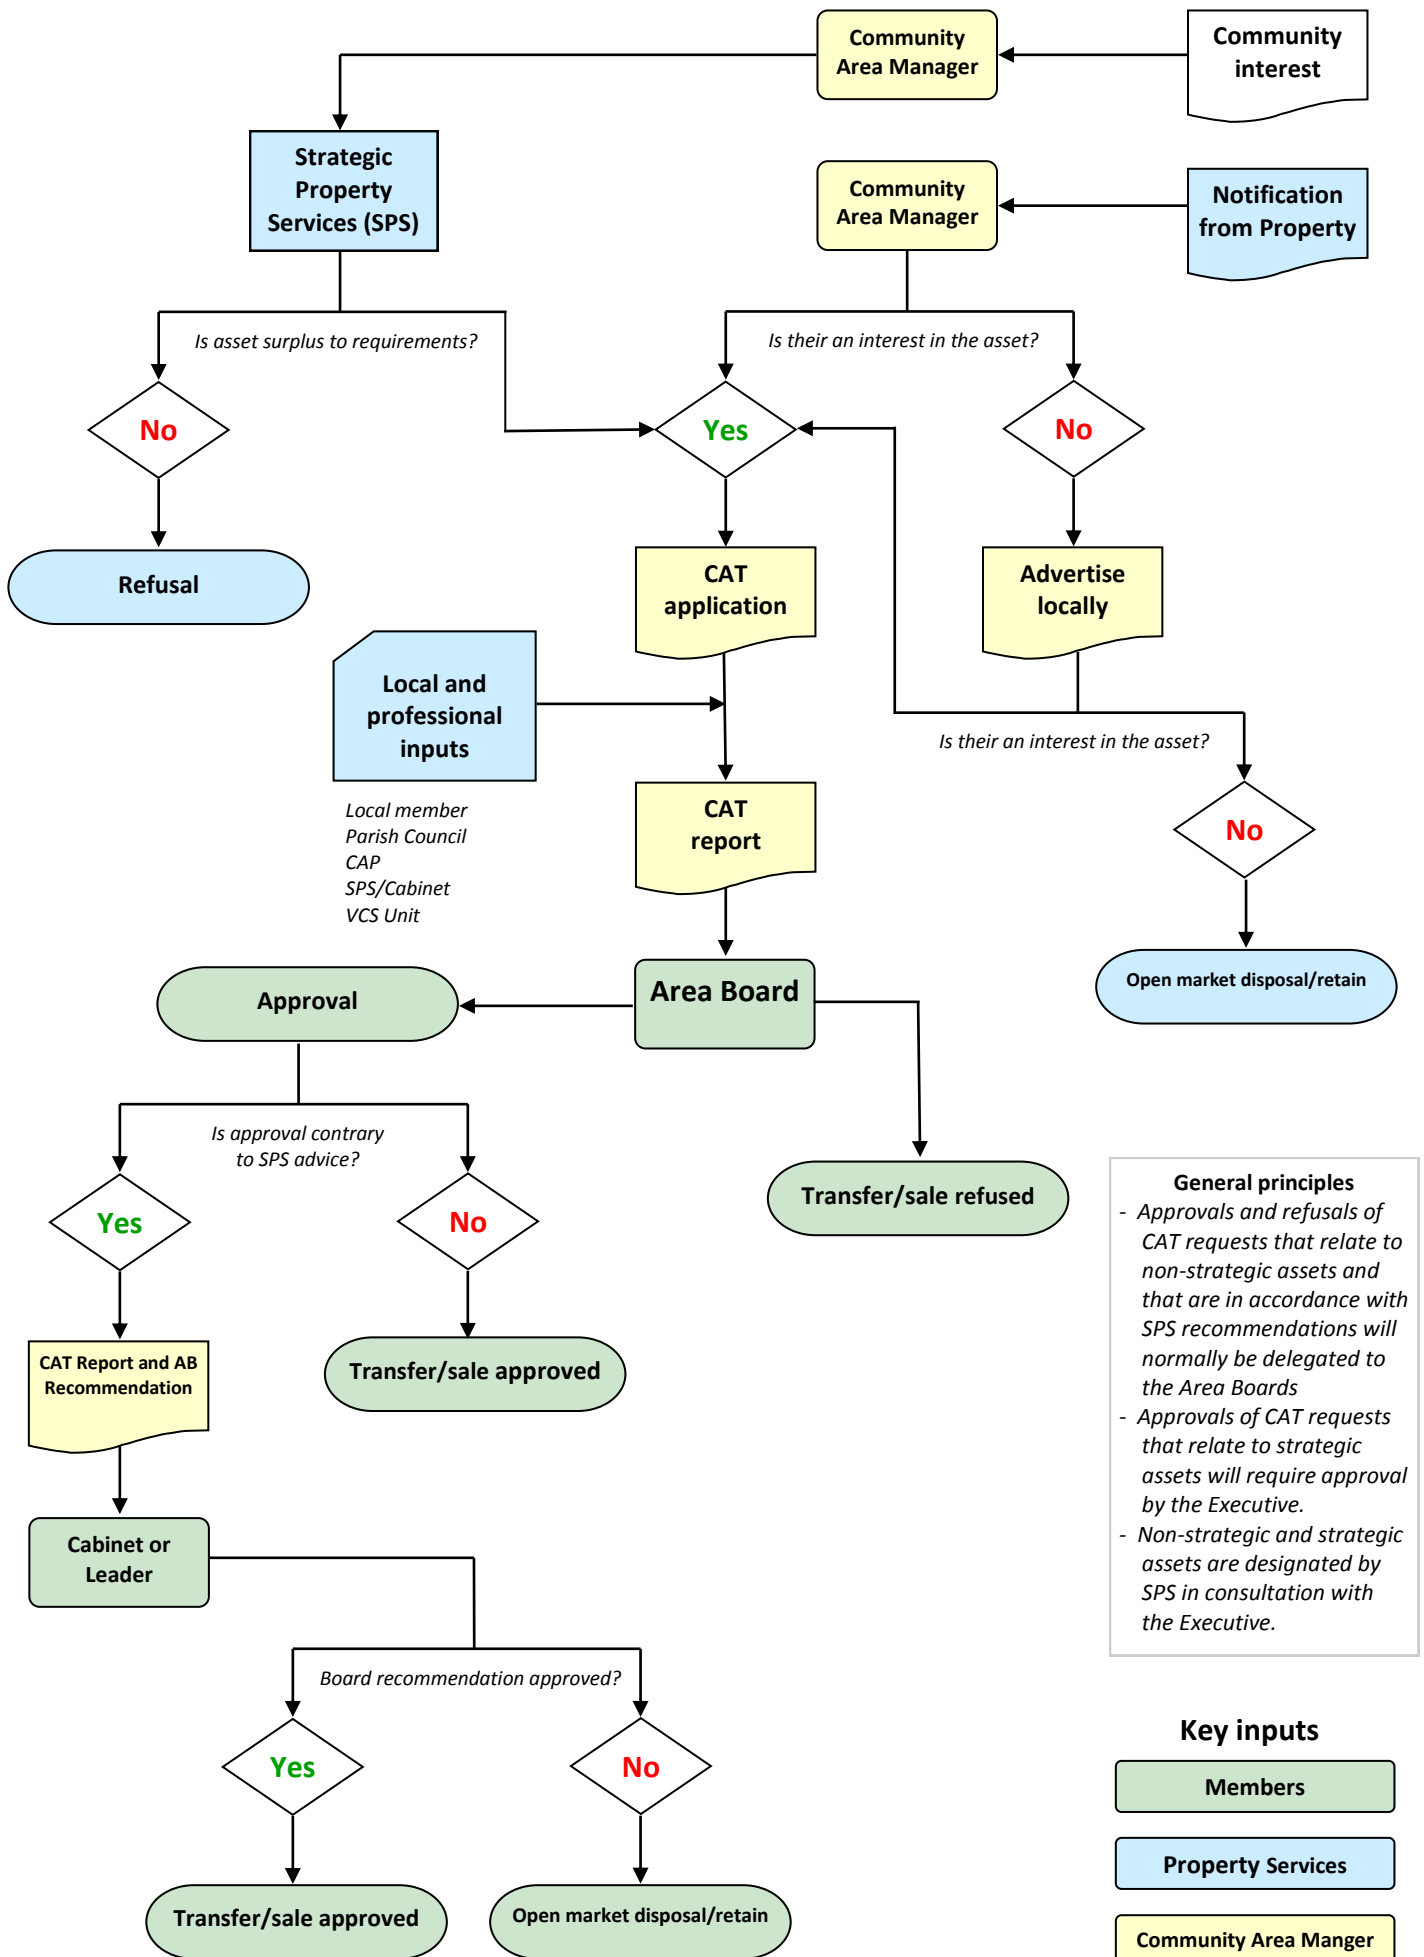 Community
Area Manager
Community
interest
Strategic
Property
Services (SPS)
Community
Area Manager
Notification
from Property
Is asset surplus to requirements?
Is their an interest in the asset?
No
Yes
No
Refusal
CAT
application
Advertise
locally
Local and
professional
inputs
Is their an interest in the asset?
Local member
Parish Council
CAP
SPS/Cabinet
VCS Unit
CAT
report
No
Approval
Area Board
Open market disposal/retain
Is approval contrary
to SPS advice?
Yes
No
Transfer/sale refused
General principles
- Approvals and refusals of
CAT requests that relate to
non-strategic assets and
that are in accordance with
SPS recommendations will
normally be delegated to
the Area Boards
- Approvals of CAT requests
that relate to strategic
assets will require approval
by the Executive.
- Non-strategic and strategic
assets are designated by
SPS in consultation with
the Executive.
CAT Report and AB
Recommendation
Transfer/sale approved
Cabinet or
Leader
Board recommendation approved?
Yes
No
Transfer/sale approved
Open market disposal/retain
Key inputs
Members
Property Services
Community Area Manger